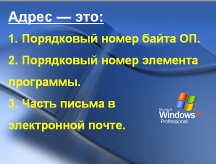 Адрес — это:
1. Порядковый номер байта ОП.
2. Порядковый номер элемента
программы.
3. Часть письма в
электронной почте.
Microsoft
Windows xp
Professional